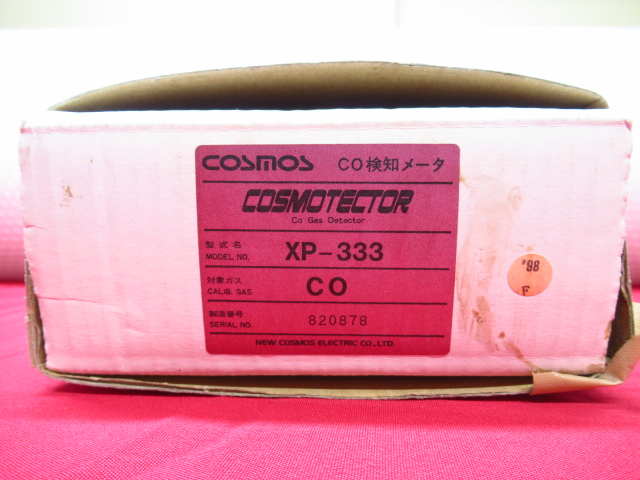 COSMOS CO検知メータ
COSMOTECTOR
Co Gas Detector
型式名
MODEL NO. XP-333
対象ガス
CALIB. GAS CO
製造番号
SERIAL NO. 820878
NEW COSMOS ELECTRIC CO.,LTD.
'98
F